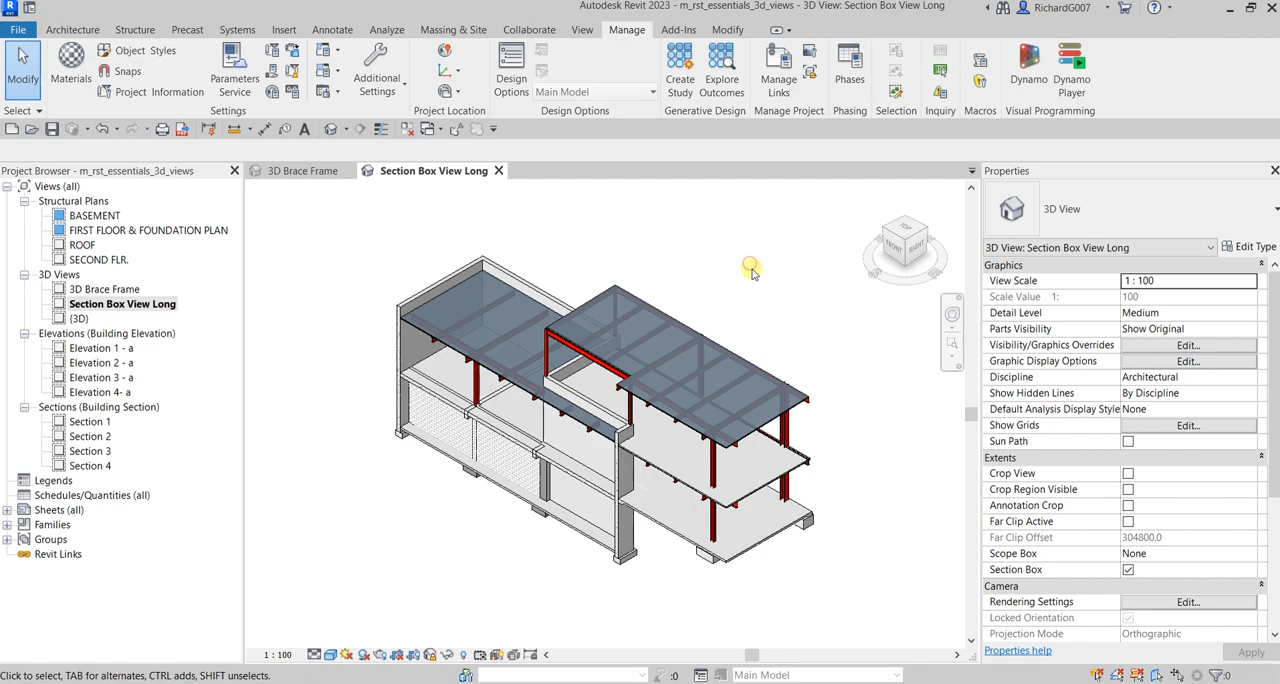 Autodesk Revit 2023 - m_rst_essentials_3d_views - 3D View: Section Box View Long
RichardG007
File Architecture Structure Precast Systems Insert Annotate Analyze Massing & Site Collaborate View Manage Add-Ins Modify
Modify
Materials
Object Styles
Snaps
Project Information
Parameters
Service
Additional
Settings
Design
Options
Main Model
Create
Study
Explore
Outcomes
Manage
Links
Phases
Dynamo
Dynamo
Player
Select Settings Project Location Design Options Generative Design Manage Project Phasing Selection Inquiry Macros Visual Programming
Project Browser - m_rst_essentials_3d_views
3D Brace Frame
Section Box View Long
Properties
Views (all)
Structural Plans
BASEMENT
FIRST FLOOR & FOUNDATION PLAN
ROOF
SECOND FLR.
3D Views
3D Brace Frame
Section Box View Long
{3D}
Elevations (Building Elevation)
Elevation 1 - a
Elevation 2 - a
Elevation 3 - a
Elevation 4- a
Sections (Building Section)
Section 1
Section 2
Section 3
Section 4
Legends
Schedules/Quantities (all)
Sheets (all)
Families
Groups
Revit Links
TOP
FRONT
RIGHT
3D View
3D View: Section Box View Long
Edit Type
Graphics
View Scale 1 : 100
Scale Value 1: 100
Detail Level Medium
Parts Visibility Show Original
Visibility/Graphics Overrides Edit...
Graphic Display Options Edit...
Discipline Architectural
Show Hidden Lines By Discipline
Default Analysis Display Style None
Show Grids Edit...
Sun Path
Extents
Crop View
Crop Region Visible
Annotation Crop
Far Clip Active
Far Clip Offset 304800.0
Scope Box None
Section Box
Camera
Rendering Settings Edit...
Locked Orientation
Projection Mode Orthographic
Properties help
Apply
1 : 100
Click to select, TAB for alternates, CTRL adds, SHIFT unselects.
:0
Main Model
:0